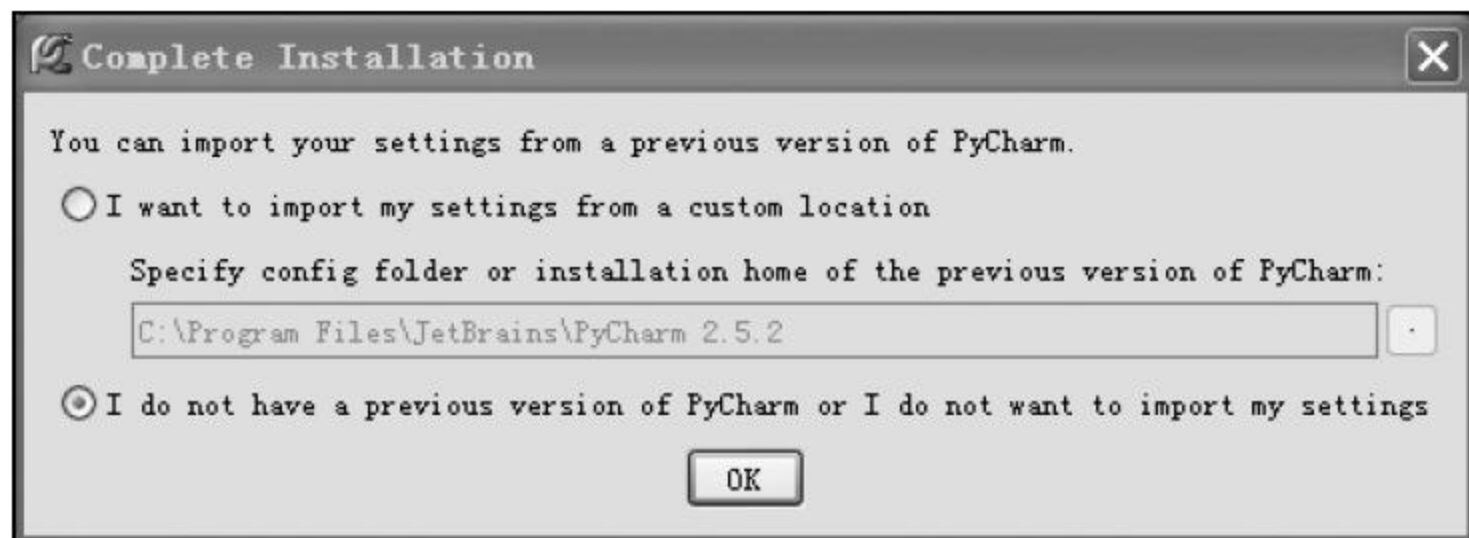 Complete Installation
You can import your settings from a previous version of PyCharm.
I want to import my settings from a custom location
Specify config folder or installation home of the previous version of PyCharm:
C:\Program Files\JetBrains\PyCharm 2.5.2
I do not have a previous version of PyCharm or I do not want to import my settings
OK